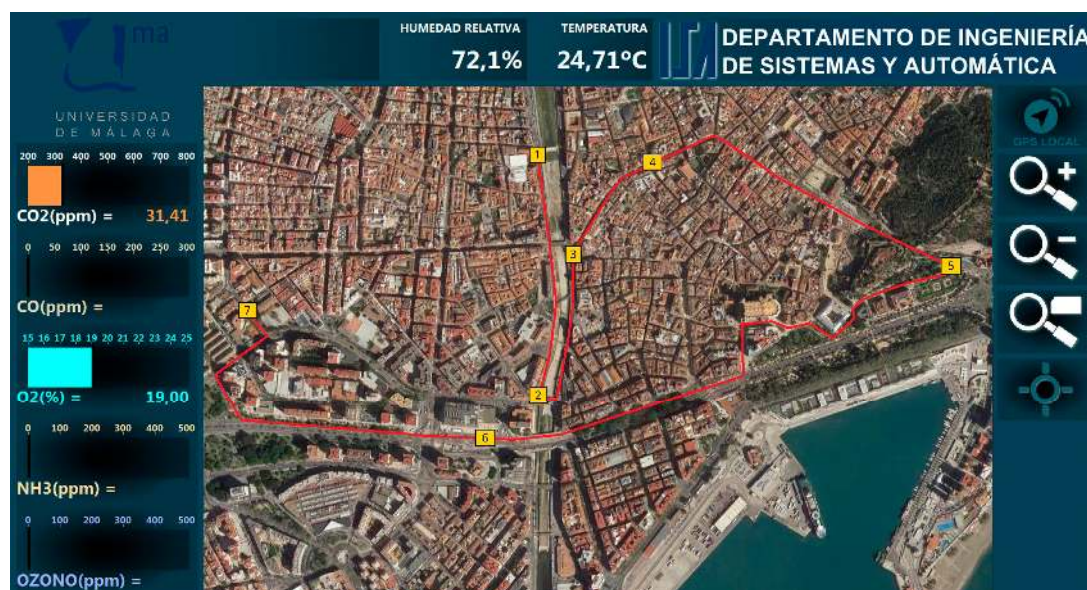 uma
UNIVERSIDAD
DE MÁLAGA
HUMEDAD RELATIVA
72,1%
TEMPERATURA
24,71ºC
DEPARTAMENTO DE INGENIERÍA
DE SISTEMAS Y AUTOMÁTICA
GPS LOCAL
200 300 400 500 600 700 800
CO2(ppm) = 31,41
0 50 100 150 200 250 300
CO(ppm) =
15 16 17 18 19 20 21 22 23 24 25
O2(%) = 19,00
0 100 200 300 400 500
NH3(ppm) =
0 100 200 300 400 500
OZONO(ppm) =
1
4
3
5
7
2
6